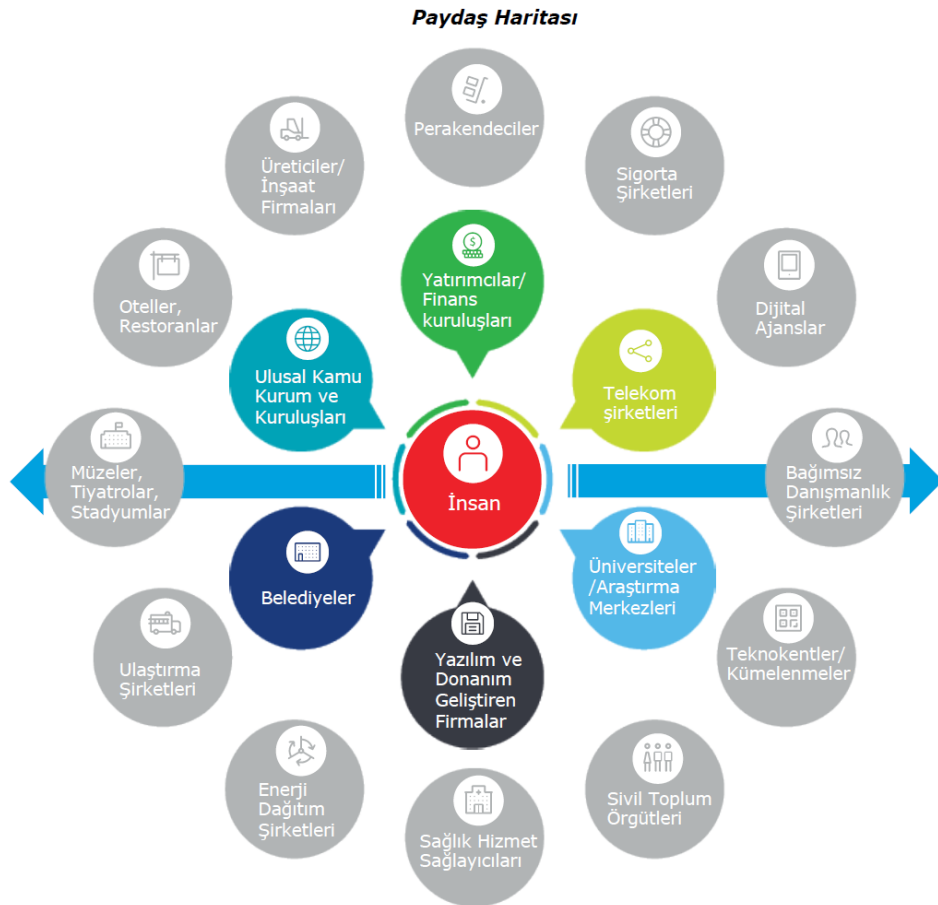 Paydaş Haritası
Perakendeciler
Üreticiler/
İnşaat
Firmaları
Sigorta
Şirketleri
Yatırımcılar/
Finans
kuruluşları
Oteller,
Restoranlar
Dijital
Ajanslar
Ulusal Kamu
Kurum ve
Kuruluşları
Telekom
şirketleri
Müzeler,
Tiyatrolar,
Stadyumlar
İnsan
Bağımsız
Danışmanlık
Şirketleri
Belediyeler
Üniversiteler
/Araştırma
Merkezleri
Ulaştırma
Şirketleri
Yazılım ve
Donanım
Geliştiren
Firmalar
Teknokentler/
Kümelenmeler
Enerji
Dağıtım
Şirketleri
Sivil Toplum
Örgütleri
Sağlık Hizmet
Sağlayıcıları